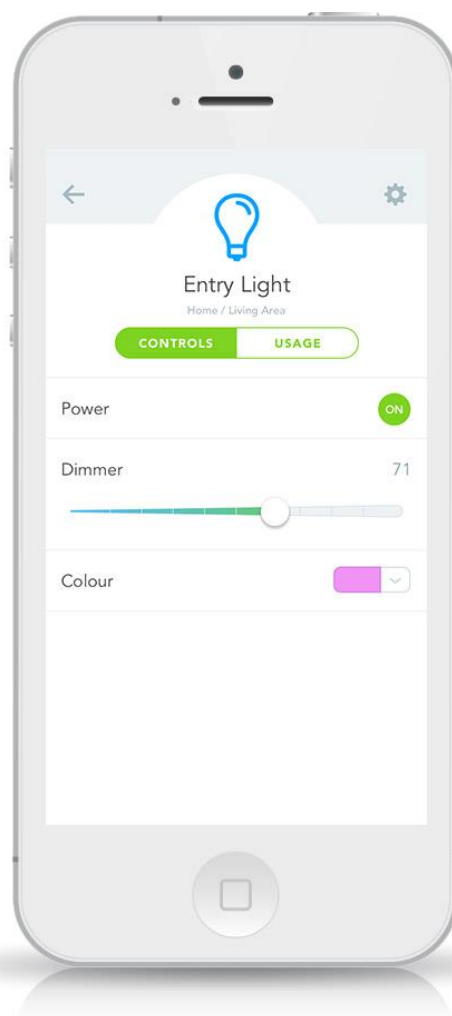 Entry Light
Home / Living Area
CONTROLS USAGE
Power ON
Dimmer 71
Colour